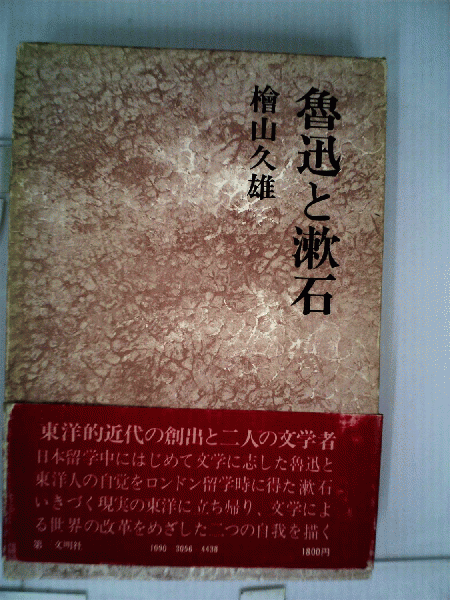 魯迅と漱石
檜山久雄
東洋的近代の創出と二人の文学者
日本留学中にはじめて文学に志した魯迅と
東洋人の自覚をロンドン留学時に得た漱石
いきづく現実の東洋に立ち帰り、文学によ
る世界の改革をめざした二つの自我を描く
第三文明社 1090 3056 4438 1800円